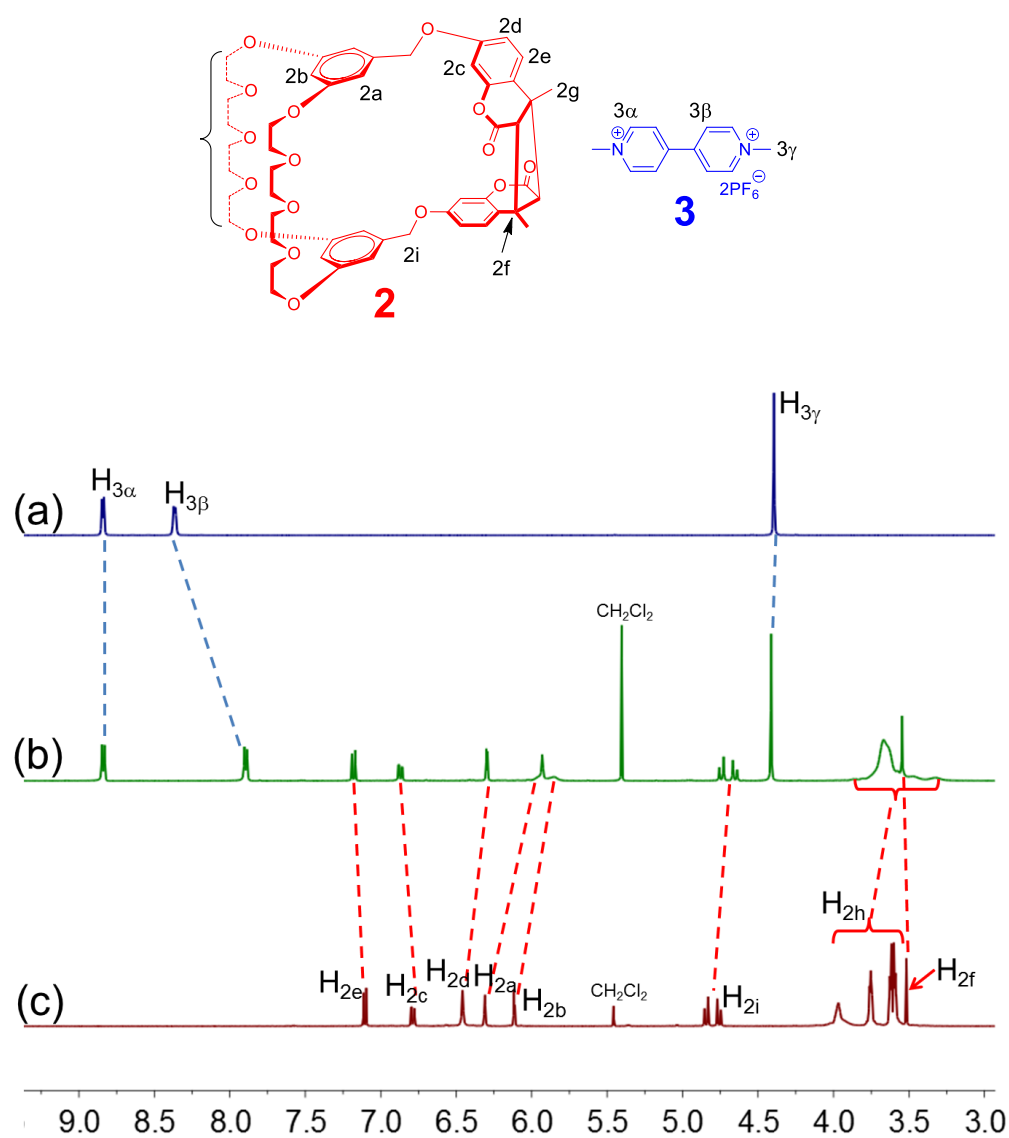 O
O
2d
2e
2c
2b
2a
2g
O
O
O
O
O
3α
3β
+
N
+
N
3γ
2PF6⊖
3
O
O
O
O
O
O
O
O
O
O
O
2i
2f
O
2
H3γ
H3α
H3β
(a)
CH2Cl2
(b)
H2h
H2e
H2c
H2d
H2a
H2b
CH2Cl2
H2i
H2f
(c)
9.0 8.5 8.0 7.5 7.0 6.5 6.0 5.5 5.0 4.5 4.0 3.5 3.0